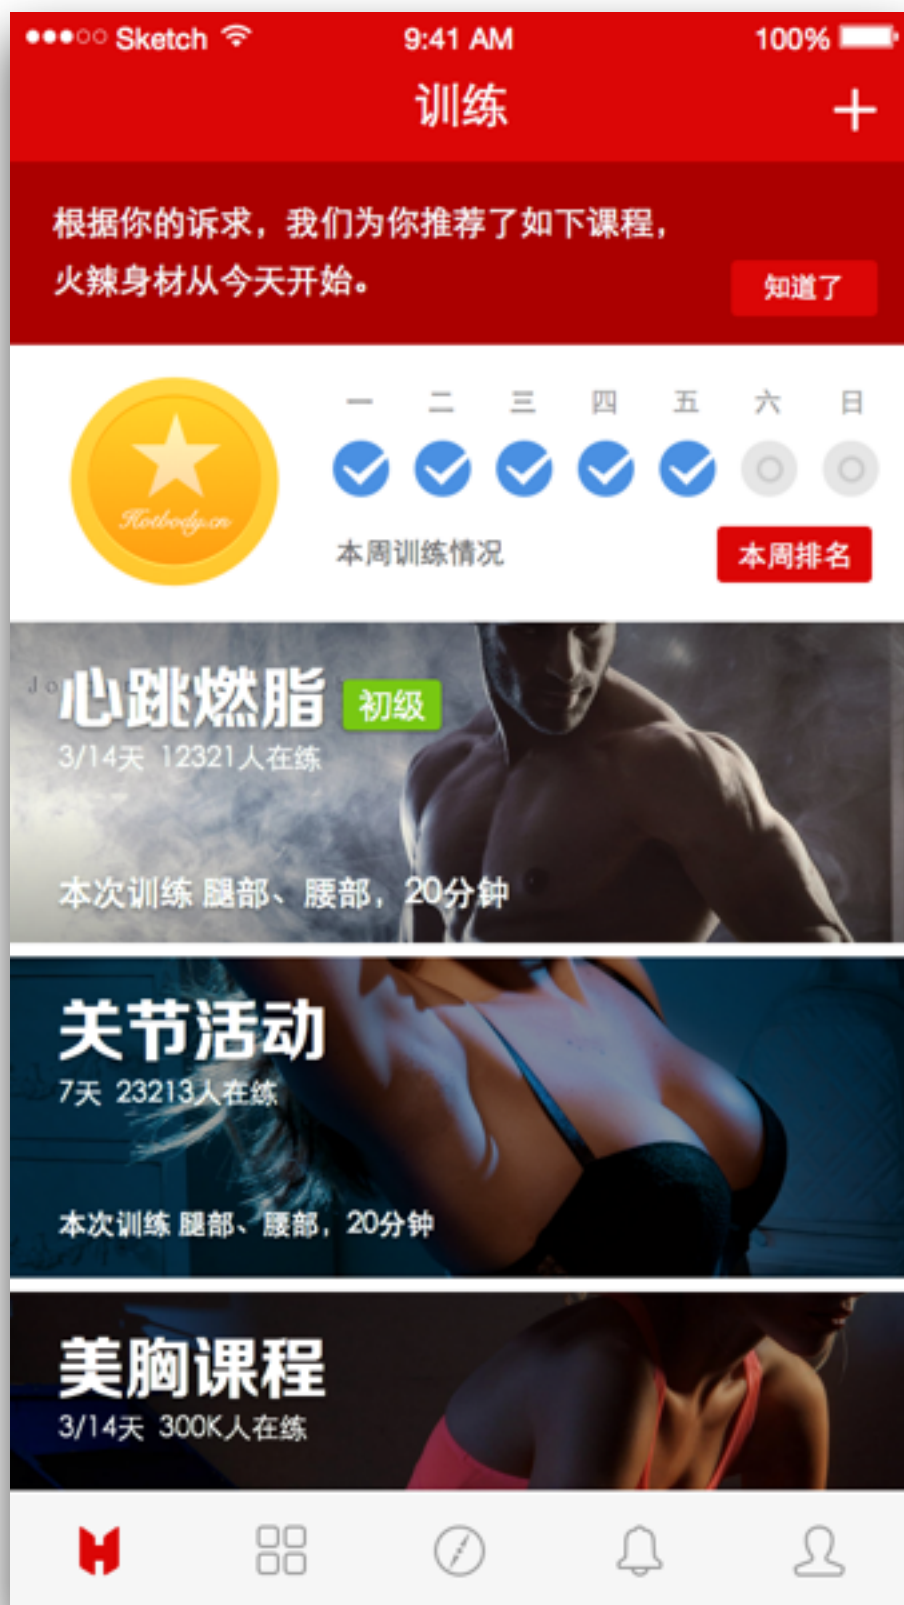 Sketch 9:41 AM 100%
训练
根据你的诉求，我们为你推荐了如下课程，
火辣身材从今天开始。
知道了
一 二 三 四 五 六 日
Hotbody.cn
本周训练情况 本周排名
心跳燃脂 初级
3/14天 12321人在练
本次训练 腿部、腰部，20分钟
关节活动
7天 23213人在练
本次训练 腿部、腰部，20分钟
美胸课程
3/14天 300K人在练